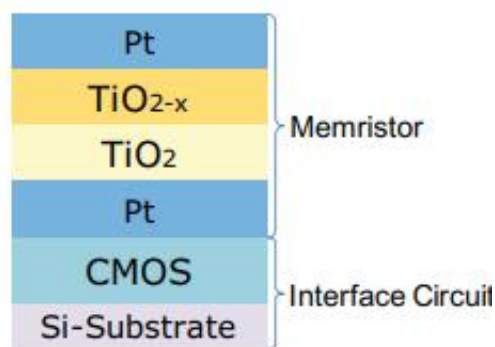 Pt
TiO2-x
TiO2
Memristor
Pt
CMOS
Interface Circuit
Si-Substrate